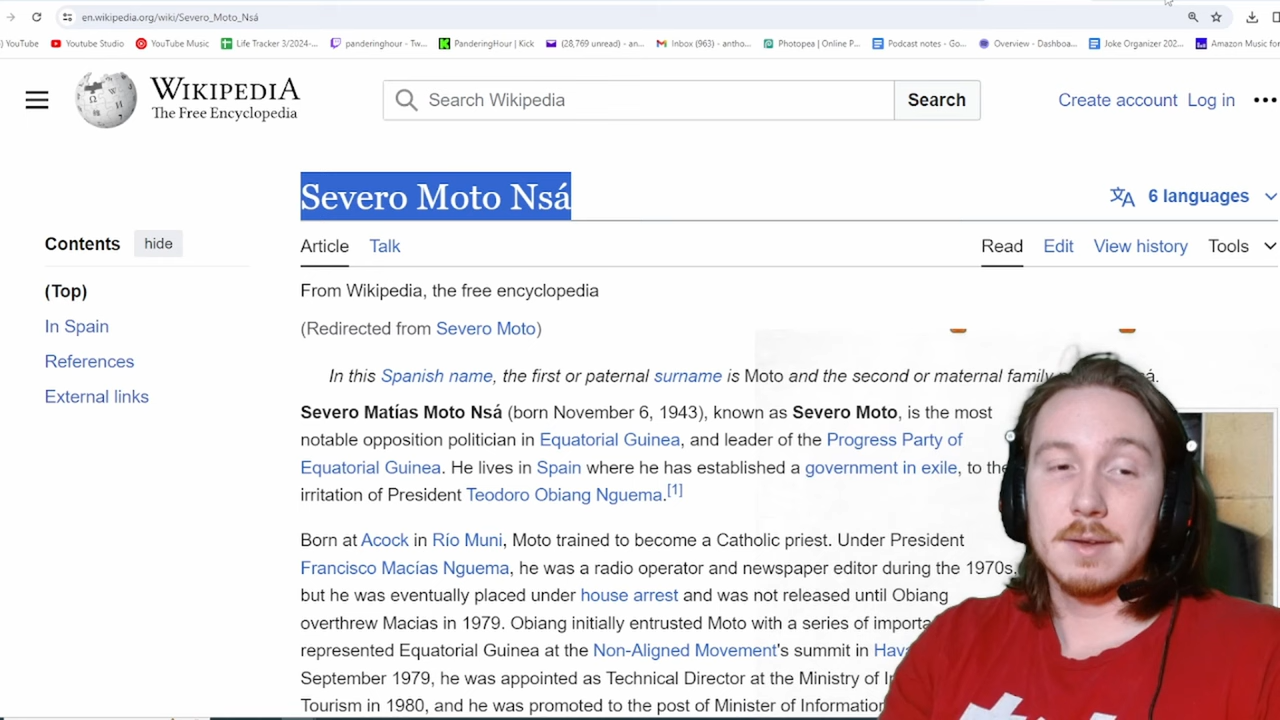 en.wikipedia.org/wiki/Severo_Moto_Nsá
YouTube YouTube Studio YouTube Music Life Tracker 3/2024-... panderinghour - Tw... PanderingHour | Kick (28,769 unread) - an... Inbox (963) - antho... Photopea | Online P... Podcast notes - Go... Overview - Dashboa... Joke Organizer 202... Amazon Music for
WIKIPEDIA
The Free Encyclopedia
Search Wikipedia
Search
Create account Log in
Severo Moto Nsá
6 languages
Contents hide
Article Talk
Read Edit View history Tools
(Top)
In Spain
References
External links
From Wikipedia, the free encyclopedia
(Redirected from Severo Moto)
In this Spanish name, the first or paternal surname is Moto and the second or maternal family
Severo Matías Moto Nsá (born November 6, 1943), known as Severo Moto, is the most
notable opposition politician in Equatorial Guinea, and leader of the Progress Party of
Equatorial Guinea. He lives in Spain where he has established a government in exile, to the
irritation of President Teodoro Obiang Nguema.[1]
Born at Acock in Río Muni, Moto trained to become a Catholic priest. Under President
Francisco Macías Nguema, he was a radio operator and newspaper editor during the 1970s.
but he was eventually placed under house arrest and was not released until Obiang
overthrew Macias in 1979. Obiang initially entrusted Moto with a series of importa
represented Equatorial Guinea at the Non-Aligned Movement's summit in Hava
September 1979, he was appointed as Technical Director at the Ministry of
Tourism in 1980, and he was promoted to the post of Minister of Information